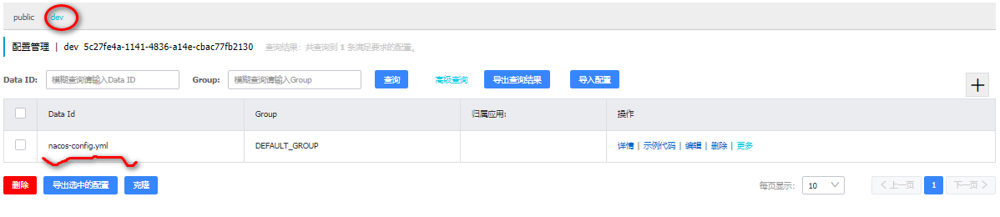 public dev
配置管理 | dev 5c27fe4a-1141-4836-a14e-cbac77fb2130 查询结果：共查询到 1 条满足要求的配置。
Data ID: 模糊查询请输入Data ID Group: 模糊查询请输入Group 查询 高级查询 导出查询结果 导入配置
Data Id Group 归属应用: 操作
nacos-config.yml DEFAULT_GROUP 详情 | 示例代码 | 编辑 | 删除 | 更多
删除 导出选中的配置 克隆 每页显示: 10 上一页 1 下一页